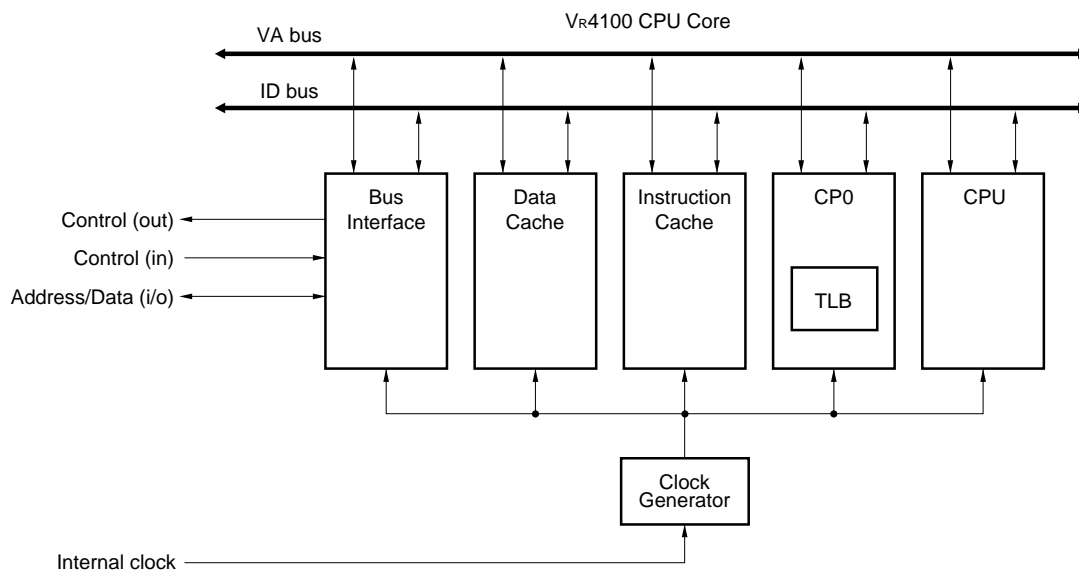 VR4100 CPU Core
VA bus
ID bus
Bus
Interface
Data
Cache
Instruction
Cache
CP0
CPU
TLB
Control (out)
Control (in)
Address/Data (i/o)
Clock
Generator
Internal clock